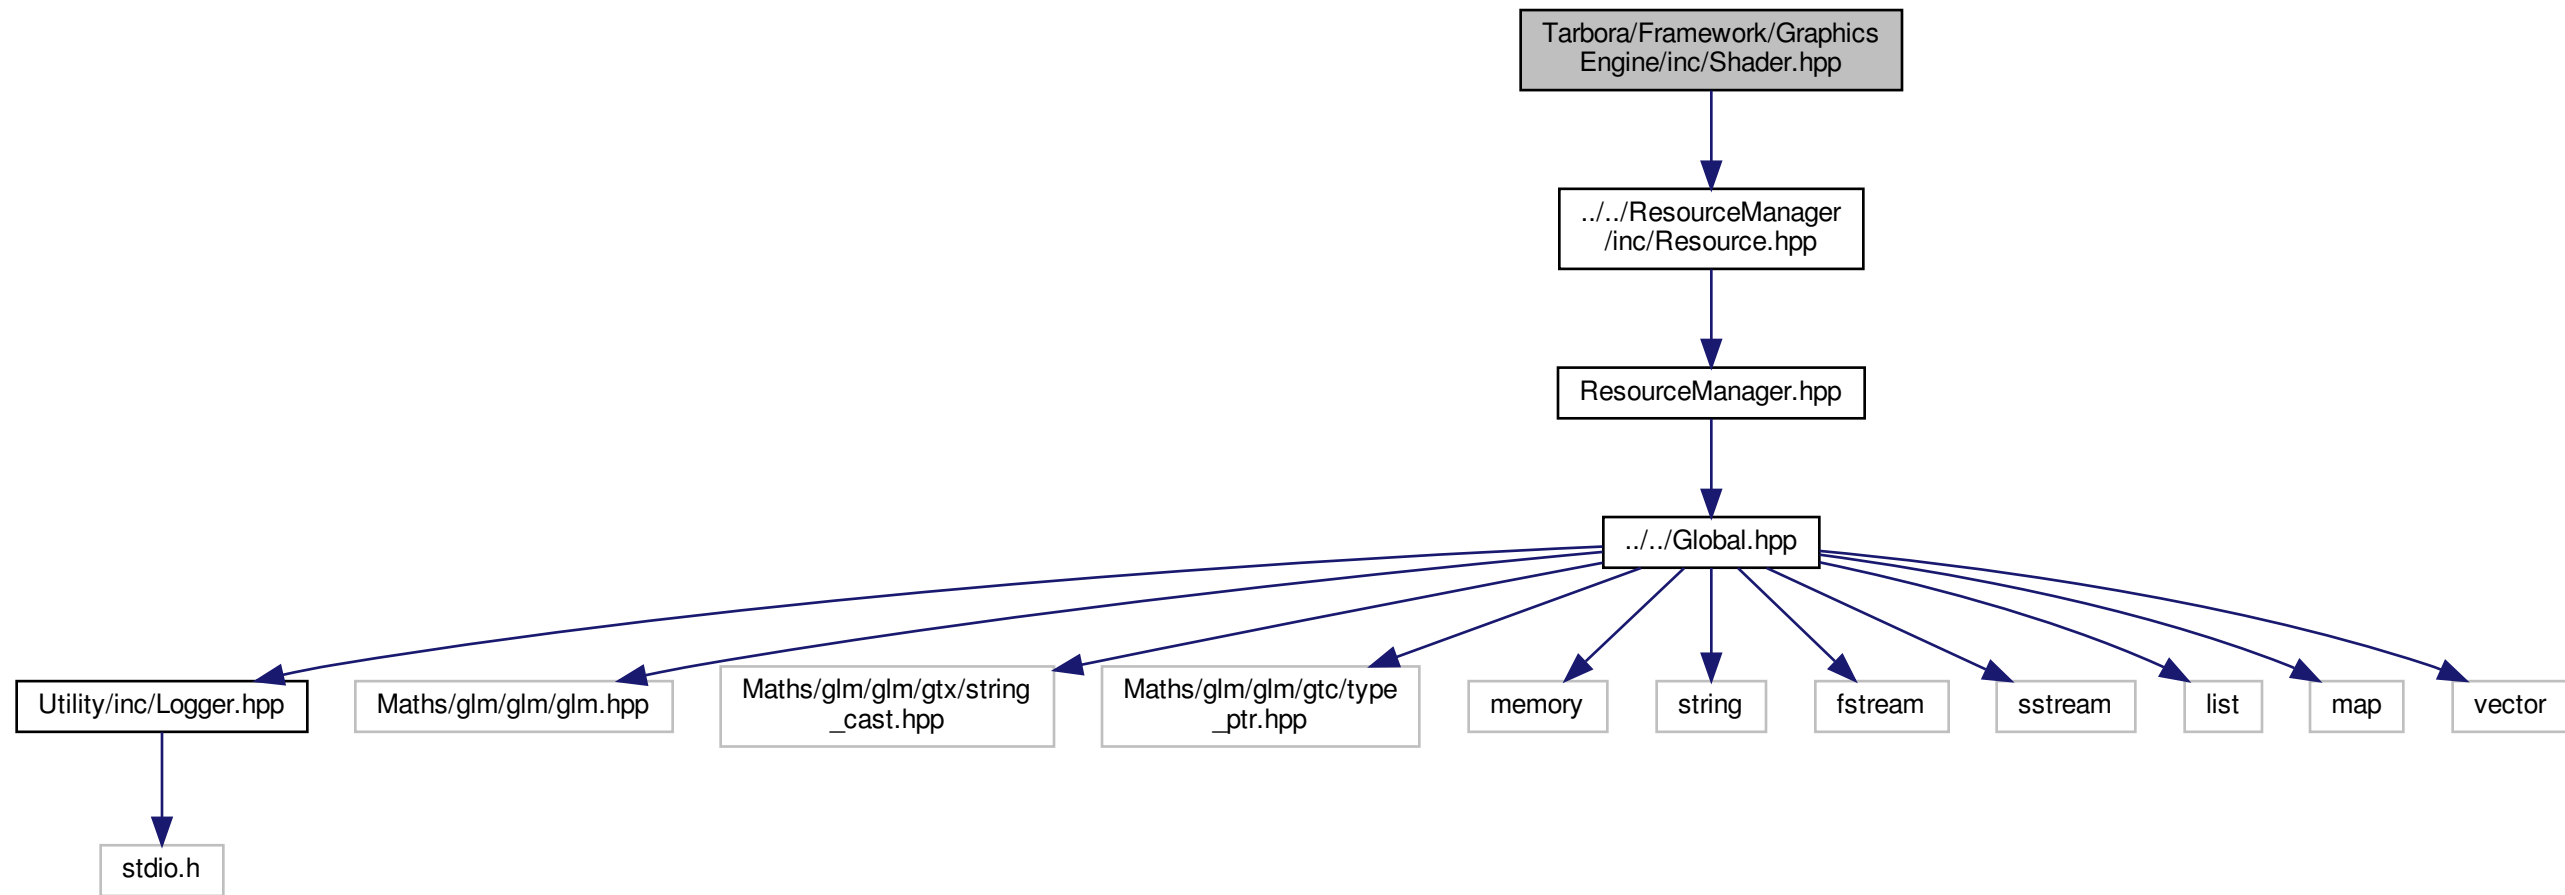 Tarbora/Framework/Graphics
Engine/inc/Shader.hpp
../../ResourceManager
/inc/Resource.hpp
ResourceManager.hpp
../../Global.hpp
Utility/inc/Logger.hpp
Maths/glm/glm/glm.hpp
Maths/glm/glm/gtx/string
_cast.hpp
Maths/glm/glm/gtc/type
_ptr.hpp
memory
string
fstream
sstream
list
map
vector
stdio.h